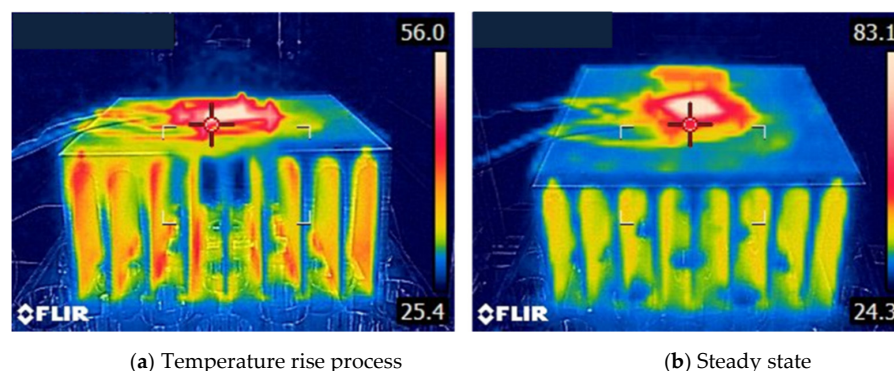 56.0
FLIR
25.4
83.1
FLIR
24.3
(a) Temperature rise process
(b) Steady state